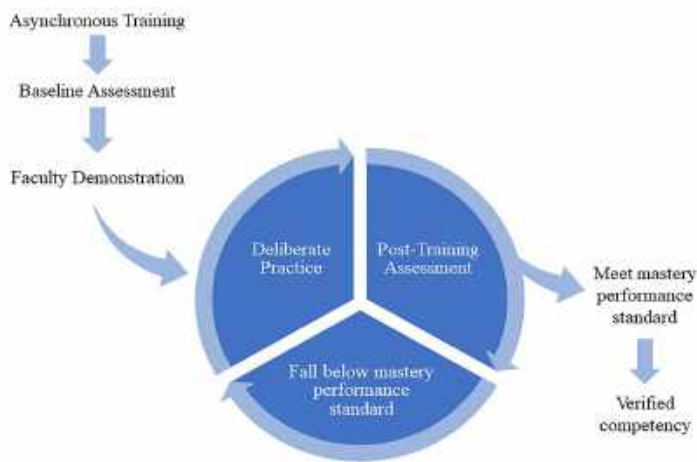 Asynchronous Training
Baseline Assessment
Faculty Demonstration
Deliberate
Practice
Post-Training
Assessment
Fall below mastery
performance
standard
Meet mastery
performance
standard
Verified
competency